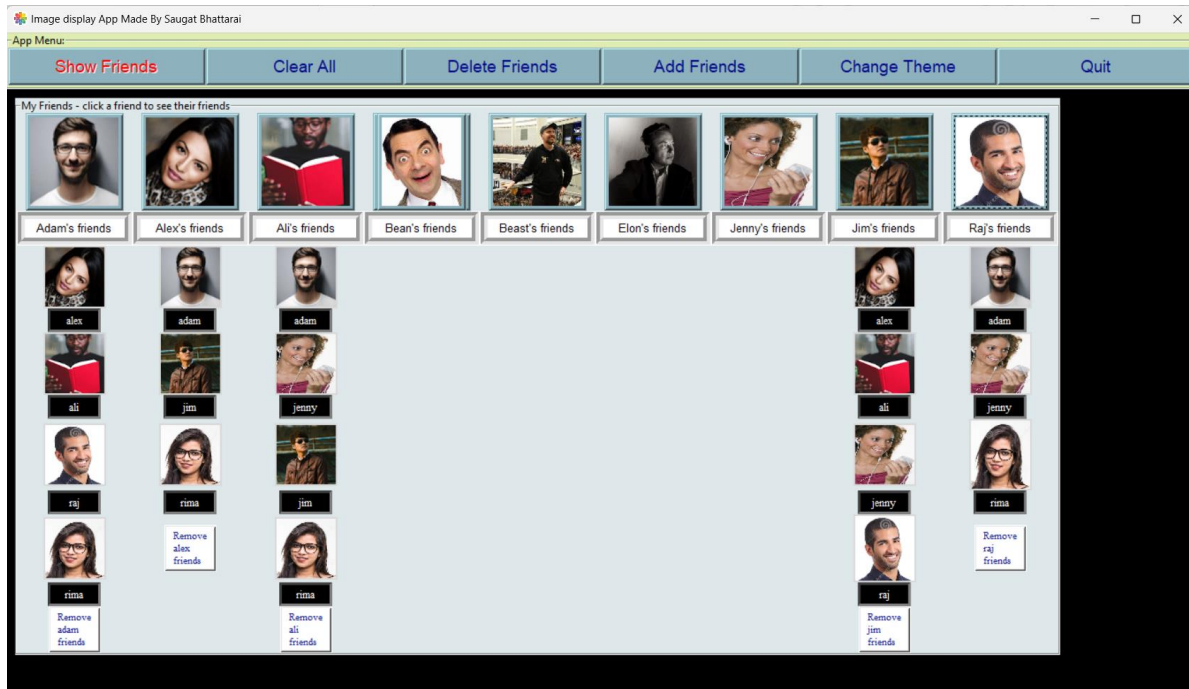 Image display App Made By Saugat Bhattarai
App Menu:
Show Friends
Clear All
Delete Friends
Add Friends
Change Theme
Quit
My Friends - click a friend to see their friends
Adam's friends
Alex's friends
Ali's friends
Bean's friends
Beast's friends
Elon's friends
Jenny's friends
Jim's friends
Raj's friends
alex
adam
adam
alex
adam
ali
jim
jenny
ali
jenny
raj
rima
jim
jenny
rima
Remove
alex
friends
Remove
raj
friends
rima
rima
raj
Remove
adam
friends
Remove
ali
friends
Remove
jim
friends